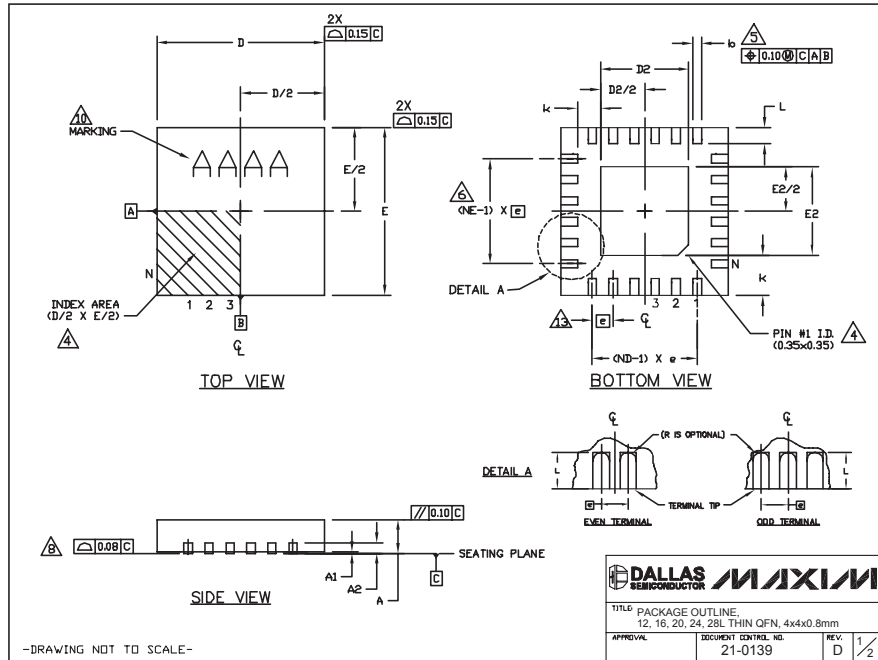 2X
D
⌓ 0.15 C
D/2
2X
⌓ 0.15 C
10
MARKING
E/2
E
A
N
INDEX AREA
(D/2 X E/2)
4
1 2 3
B
C L
TOP VIEW
5
b
⌖ 0.10 Ⓜ C A B
D2
D2/2
k
L
6
(NE-1) X e
E2/2
E2
DETAIL A
N
k
3 2 1
13
e
C L
PIN #1 I.D.
(0.35x0.35)
4
(ND-1) X e
BOTTOM VIEW
C L
C L
(R IS OPTIONAL)
DETAIL A
L
L
e
TERMINAL TIP
e
EVEN TERMINAL
ODD TERMINAL
// 0.10 C
8
⌓ 0.08 C
SEATING PLANE
A1
A2
A
C
SIDE VIEW
DALLAS SEMICONDUCTOR MAXIM
TITLE: PACKAGE OUTLINE,
12, 16, 20, 24, 28L THIN QFN, 4x4x0.8mm
APPROVAL
DOCUMENT CONTROL NO.
21-0139
REV.
D
1/2
-DRAWING NOT TO SCALE-